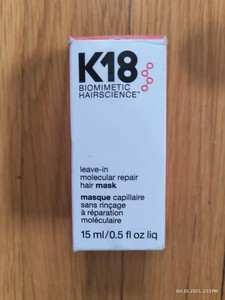 K18
BIOMIMETIC
HAIRSCIENCE™
leave-in
molecular repair
hair mask
masque capillaire
sans rinçage
à réparation
moléculaire
15 ml/0.5 fl oz liq